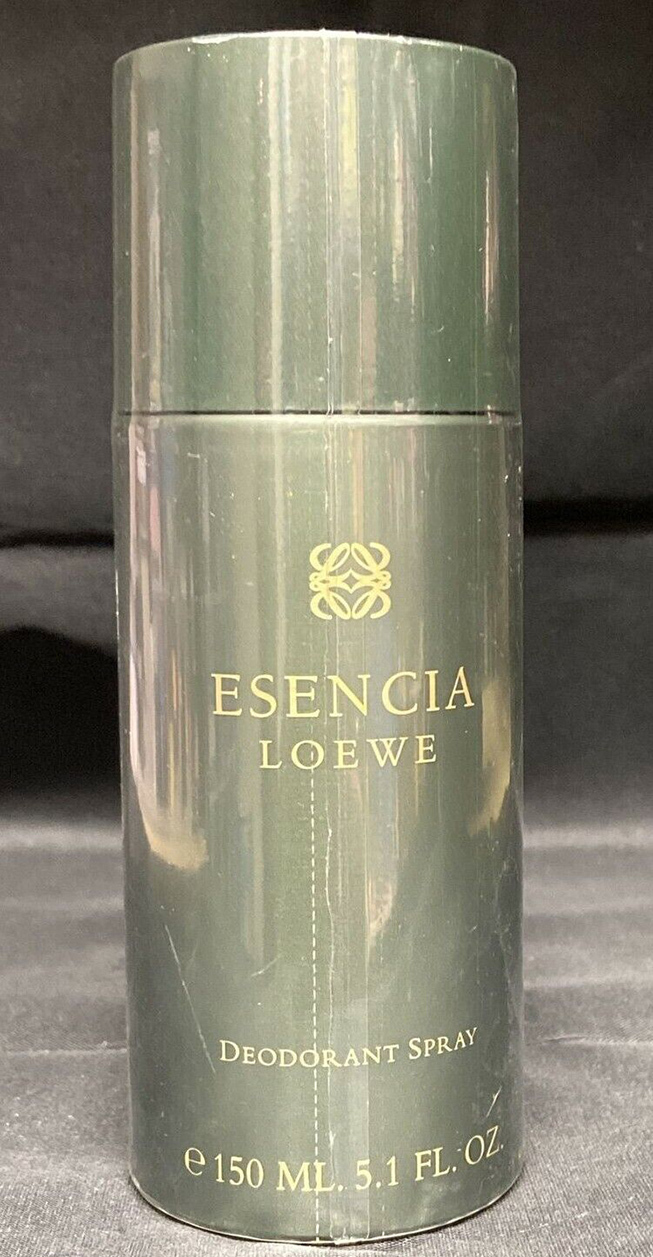 ESENCIA
LOEWE
DEODORANT SPRAY
℮150 ML. 5.1 FL. OZ.